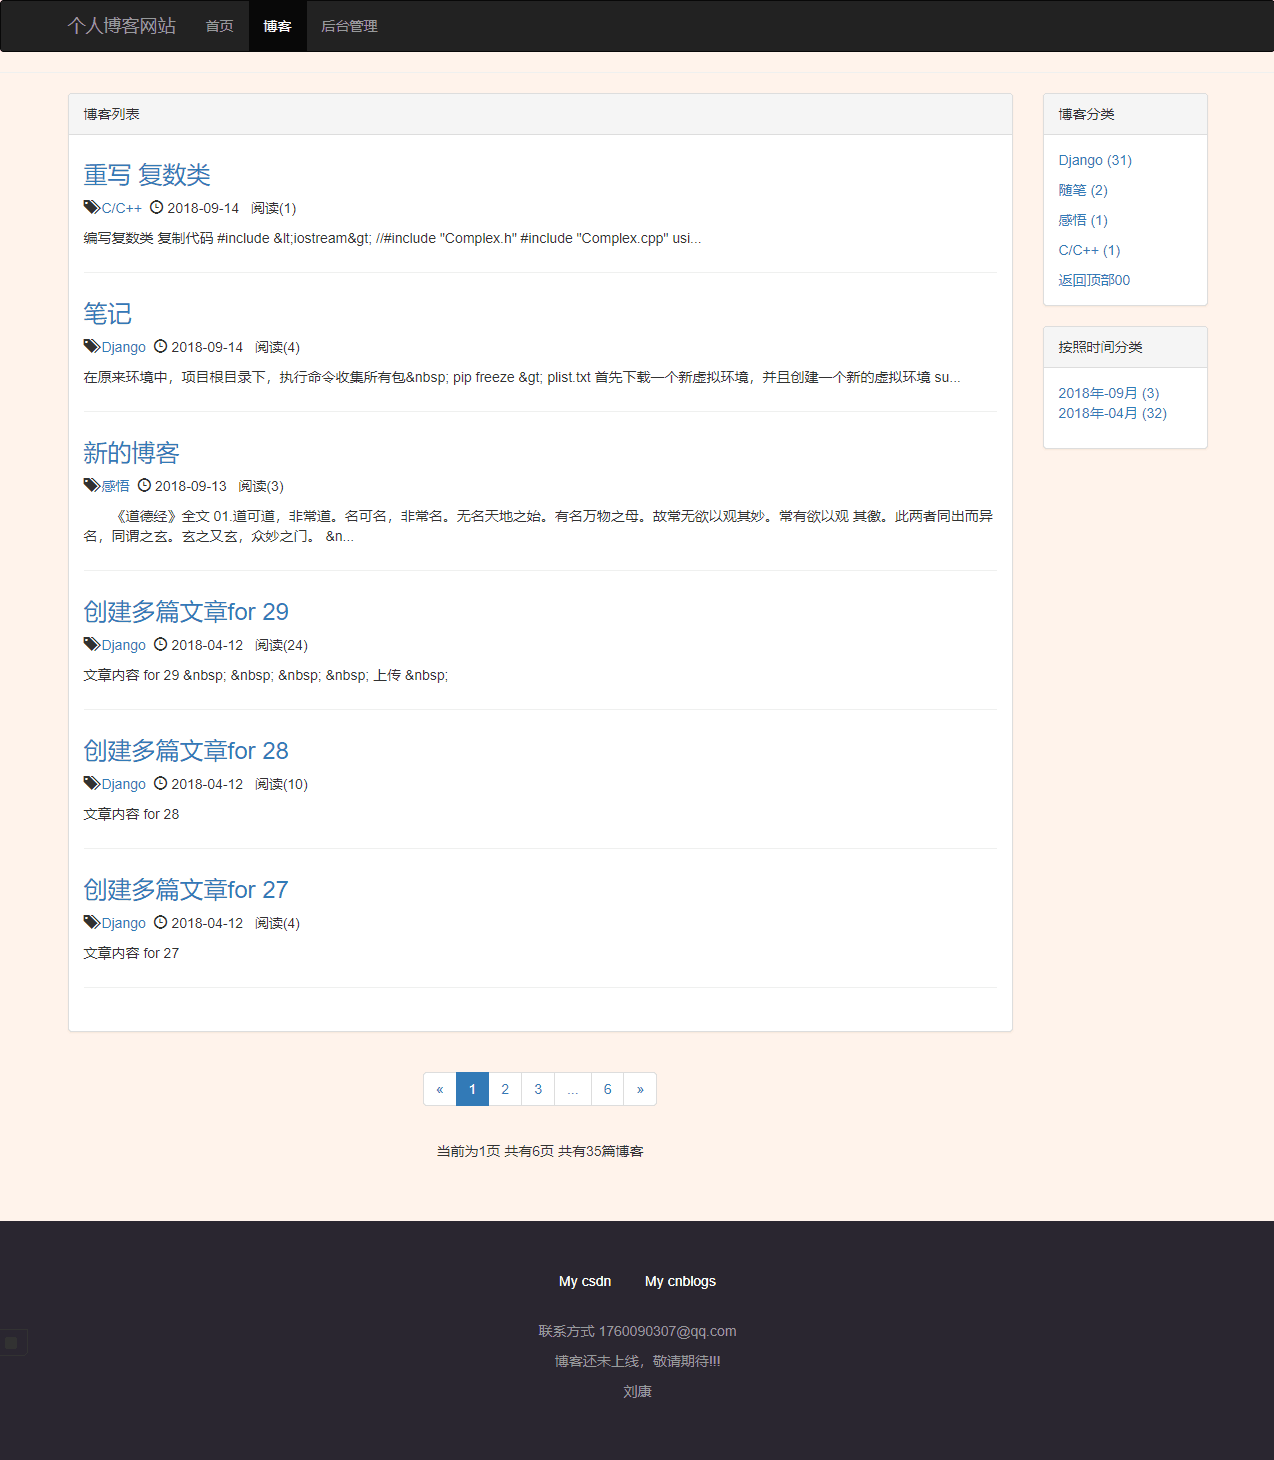 个人博客网站 首页 博客 后台管理
博客列表
重写 复数类
C/C++ 2018-09-14 阅读(1)
编写复数类 复制代码 #include &lt;iostream&gt; //#include "Complex.h" #include "Complex.cpp" usi...
笔记
Django 2018-09-14 阅读(4)
在原来环境中，项目根目录下，执行命令收集所有包&nbsp; pip freeze &gt; plist.txt 首先下载一个新虚拟环境，并且创建一个新的虚拟环境 su...
新的博客
感悟 2018-09-13 阅读(3)
《道德经》全文 01.道可道，非常道。名可名，非常名。无名天地之始。有名万物之母。故常无欲以观其妙。常有欲以观 其徼。此两者同出而异
名，同谓之玄。玄之又玄，众妙之门。 &n...
创建多篇文章for 29
Django 2018-04-12 阅读(24)
文章内容 for 29 &nbsp; &nbsp; &nbsp; &nbsp; 上传 &nbsp;
创建多篇文章for 28
Django 2018-04-12 阅读(10)
文章内容 for 28
创建多篇文章for 27
Django 2018-04-12 阅读(4)
文章内容 for 27
博客分类
Django (31)
随笔 (2)
感悟 (1)
C/C++ (1)
返回顶部00
按照时间分类
2018年-09月 (3)
2018年-04月 (32)
« 1 2 3 ... 6 »
当前为1页 共有6页 共有35篇博客
My csdn My cnblogs
联系方式 1760090307@qq.com
博客还未上线，敬请期待!!!
刘康